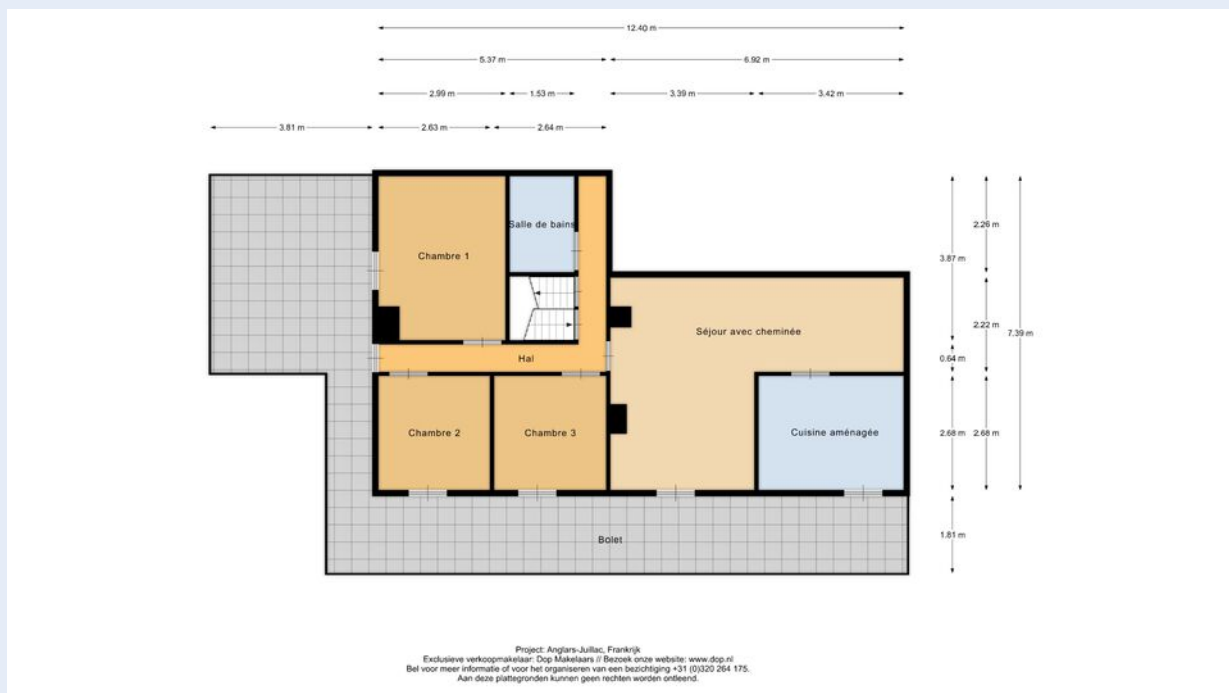 12.40 m
5.37 m
6.92 m
2.99 m
1.53 m
3.39 m
3.42 m
3.81 m
2.63 m
2.64 m
Salle de bains
2.26 m
Chambre 1
3.87 m
Séjour avec cheminée
2.22 m
7.39 m
Hal
0.64 m
Chambre 2
Chambre 3
Cuisine aménagée
2.68 m
2.68 m
Bolet
1.81 m
Project: Anglars-Juillac, Frankrijk
Exclusieve verkoopmakelaar: Dop Makelaars // Bezoek onze website: www.dop.nl
Bel voor meer informatie of voor het organiseren van een bezichtiging +31 (0)320 264 175.
Aan deze plattegronden kunnen geen rechten worden ontleend.